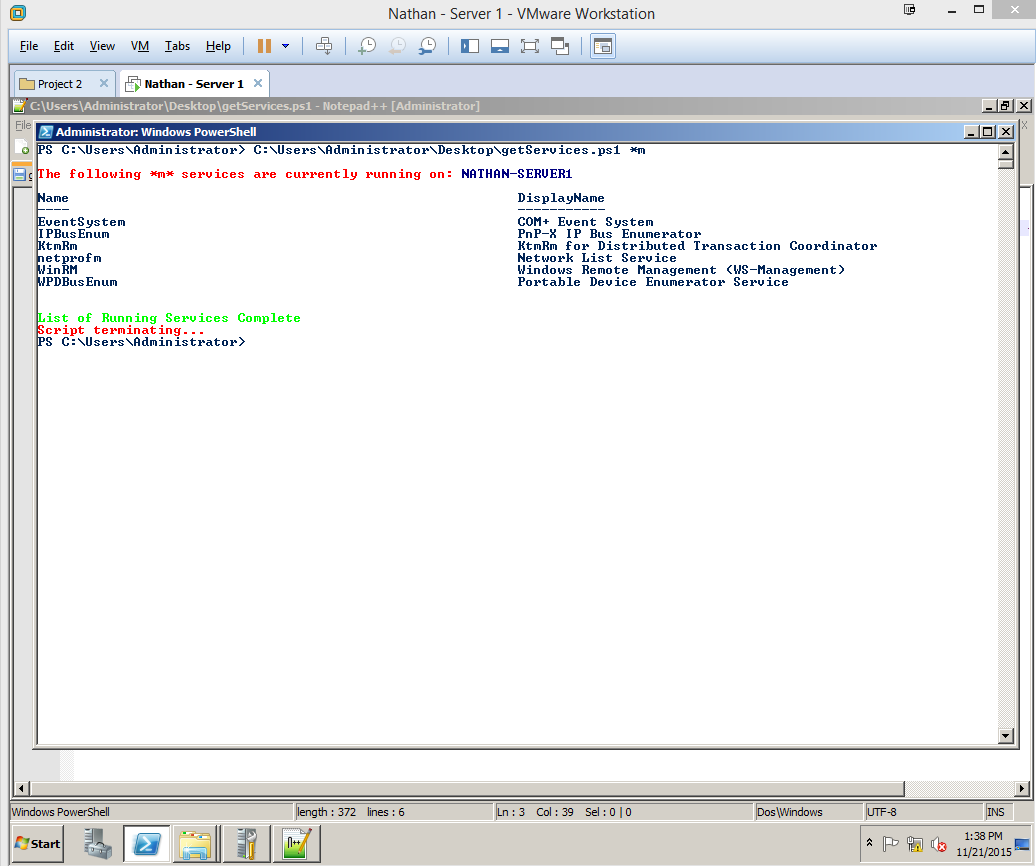 Nathan - Server 1 - VMware Workstation
File Edit View VM Tabs Help
Project 2 Nathan - Server 1
C:\Users\Administrator\Desktop\getServices.ps1 - Notepad++ [Administrator]
File
Administrator: Windows PowerShell
PS C:\Users\Administrator> C:\Users\Administrator\Desktop\getServices.ps1 *m
The following *m* services are currently running on: NATHAN-SERVER1
Name DisplayName
---- -----------
EventSystem COM+ Event System
IPBusEnum PnP-X IP Bus Enumerator
KtmRm KtmRm for Distributed Transaction Coordinator
netprofm Network List Service
WinRM Windows Remote Management (WS-Management)
WPDBusEnum Portable Device Enumerator Service
List of Running Services Complete
Script terminating...
PS C:\Users\Administrator>
Windows PowerShell length : 372 lines : 6 Ln : 3 Col : 39 Sel : 0 | 0 Dos\Windows UTF-8 INS
Start 1:38 PM
11/21/2015